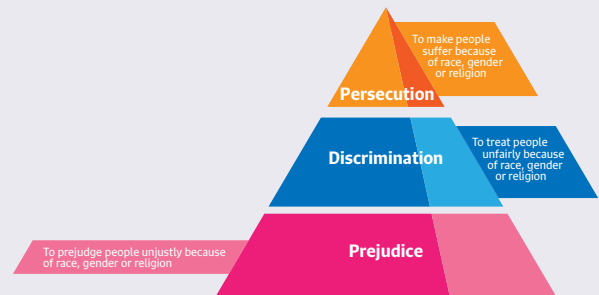 To make people
suffer because
of race, gender
or religion
Persecution
To treat people
unfairly because
of race, gender
or religion
Discrimination
To prejudge people unjustly because
of race, gender or religion
Prejudice